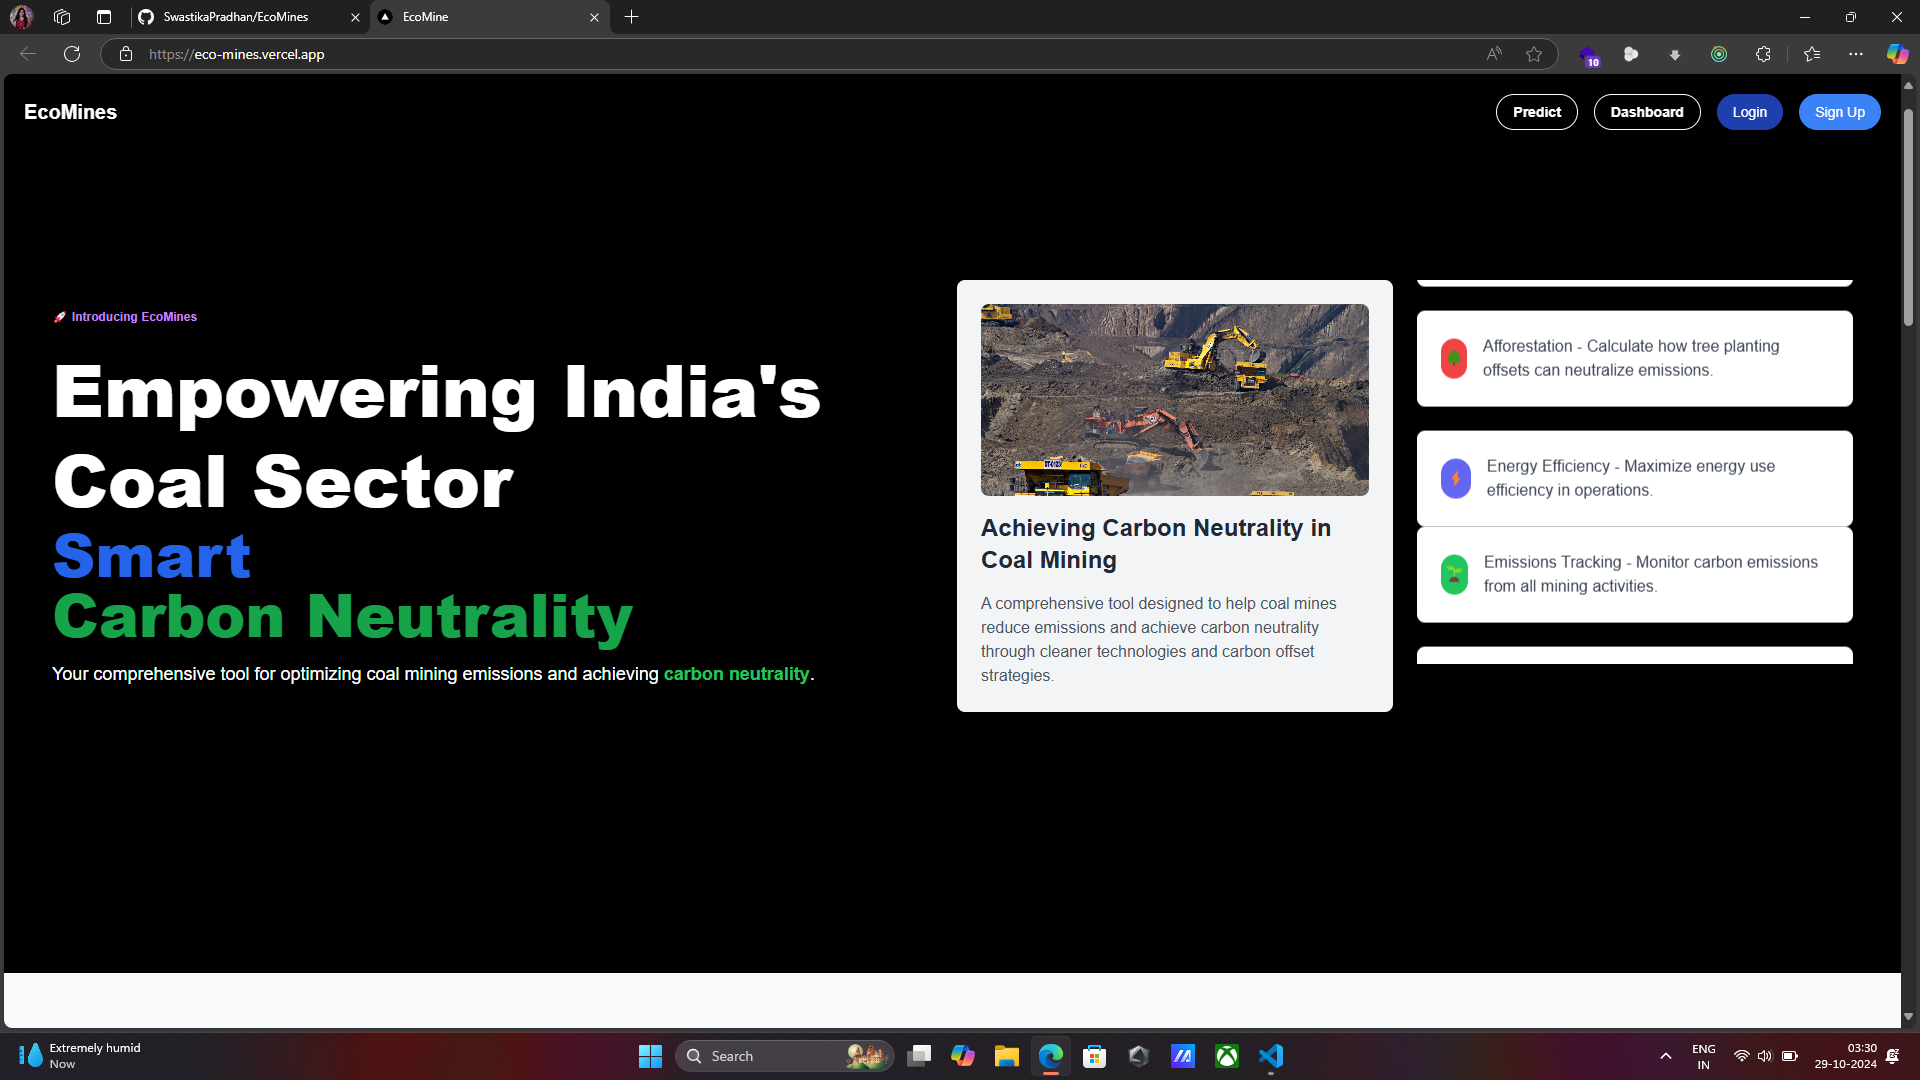 SwastikaPradhan/EcoMines
EcoMine
https://eco-mines.vercel.app
10
EcoMines
Predict
Dashboard
Login
Sign Up
🚀 Introducing EcoMines
Empowering India's
Coal Sector
Smart
Carbon Neutrality
Your comprehensive tool for optimizing coal mining emissions and achieving carbon neutrality.
Achieving Carbon Neutrality in
Coal Mining
A comprehensive tool designed to help coal mines
reduce emissions and achieve carbon neutrality
through cleaner technologies and carbon offset
strategies.
Afforestation - Calculate how tree planting
offsets can neutralize emissions.
Energy Efficiency - Maximize energy use
efficiency in operations.
Emissions Tracking - Monitor carbon emissions
from all mining activities.
Extremely humid
Now
Search
ENG
IN
03:30
29-10-2024